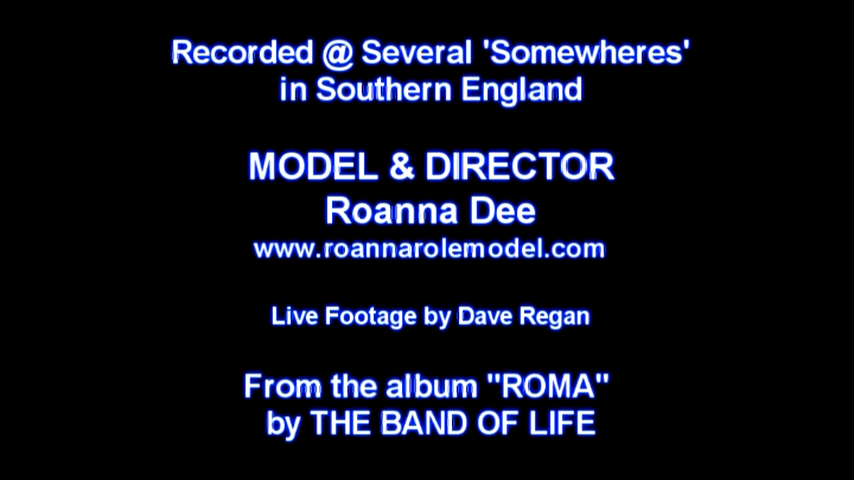 Recorded @ Several 'Somewheres'
in Southern England
MODEL & DIRECTOR
Roanna Dee
www.roannarolemodel.com
Live Footage by Dave Regan
From the album "ROMA"
by THE BAND OF LIFE